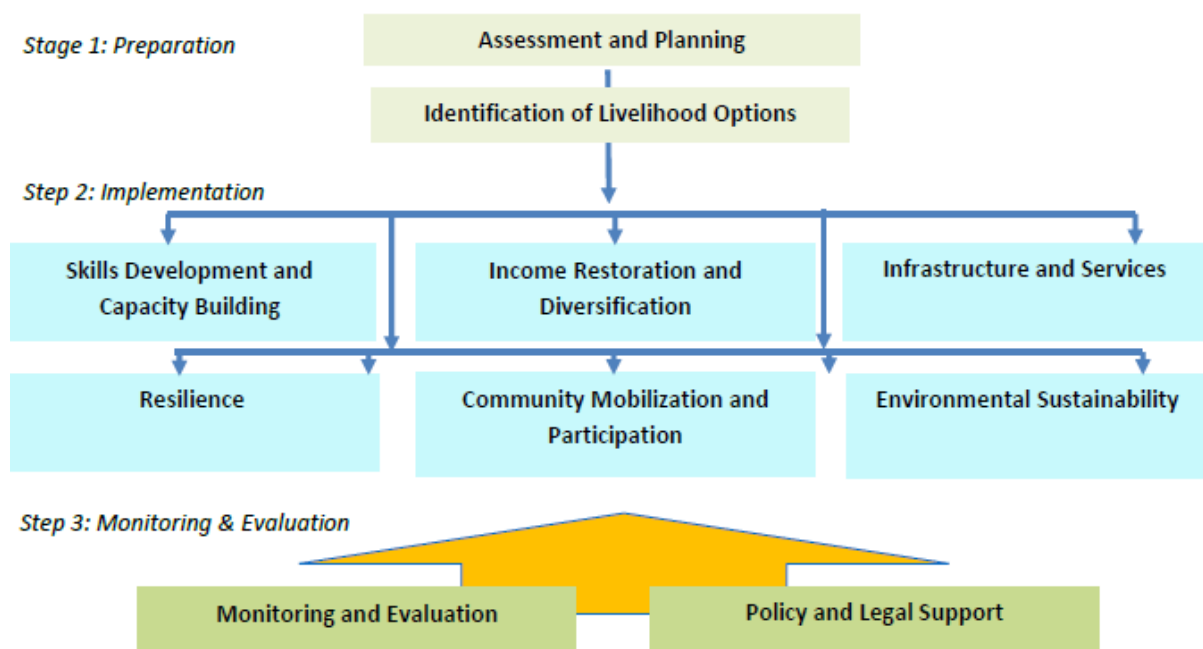 Stage 1: Preparation
Assessment and Planning
Identification of Livelihood Options
Step 2: Implementation
Skills Development and
Capacity Building
Income Restoration and
Diversification
Infrastructure and Services
Resilience
Community Mobilization and
Participation
Environmental Sustainability
Step 3: Monitoring & Evaluation
Monitoring and Evaluation
Policy and Legal Support